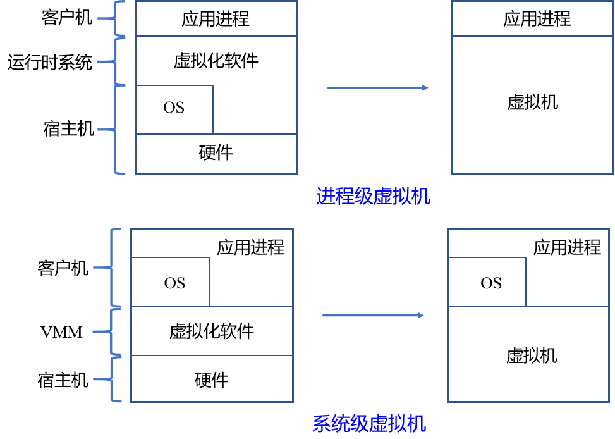 客户机
应用进程
应用进程
运行时系统
虚拟化软件
虚拟机
OS
宿主机
硬件
进程级虚拟机
应用进程
应用进程
客户机
OS
OS
VMM
虚拟化软件
虚拟机
宿主机
硬件
系统级虚拟机